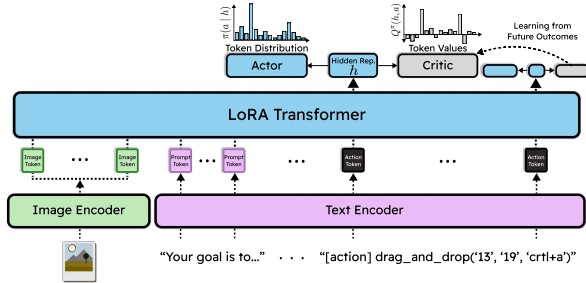 π(a | h)
Token Distribution
Qπ(h, a)
Token Values
Learning from
Future Outcomes
Actor
Hidden Rep.
h
Critic
LoRA Transformer
Image
Token
...
Image
Token
Prompt
Token
...
Prompt
Token
...
Action
Token
...
Action
Token
Image Encoder
Text Encoder
“Your goal is to...” . . . “[action] drag_and_drop(‘13’, ‘19’, ‘crtl+a’)”